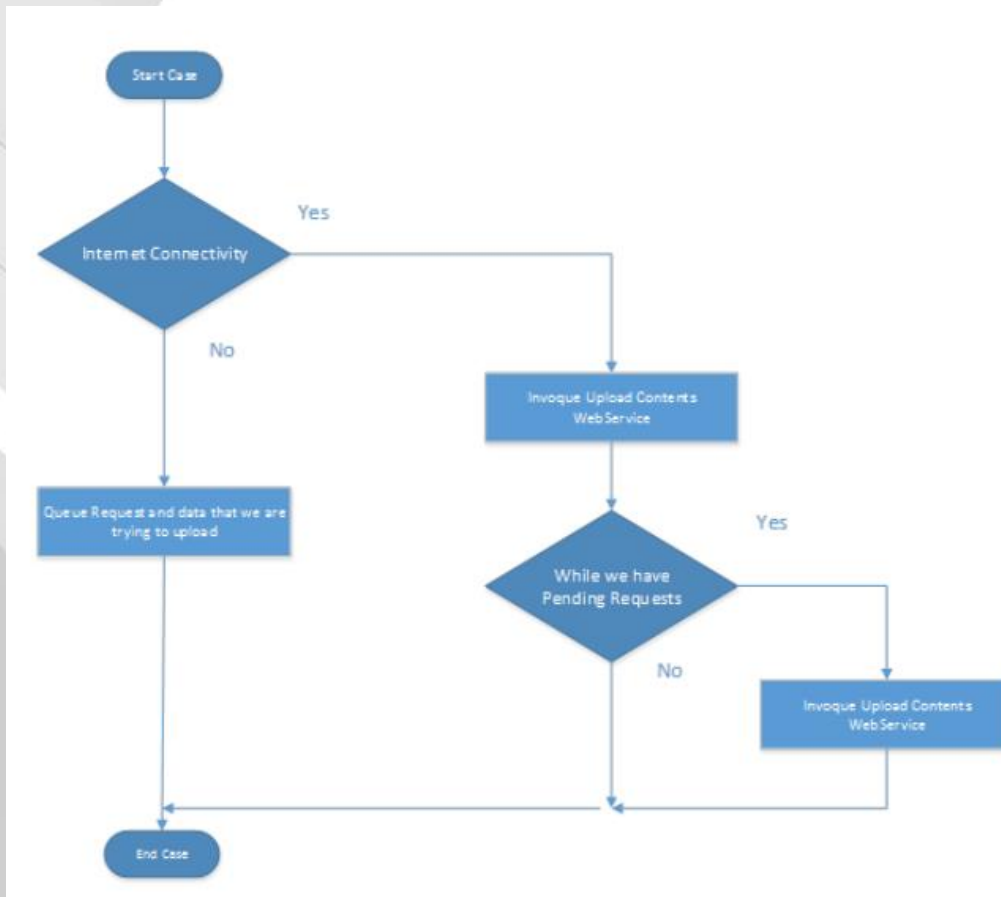 Start Case
Yes
Internet Connectivity
No
Invoque Upload Contents
WebService
Queue Request and data that we are
trying to upload
Yes
While we have
Pending Requests
No
Invoque Upload Contents
WebService
End Case